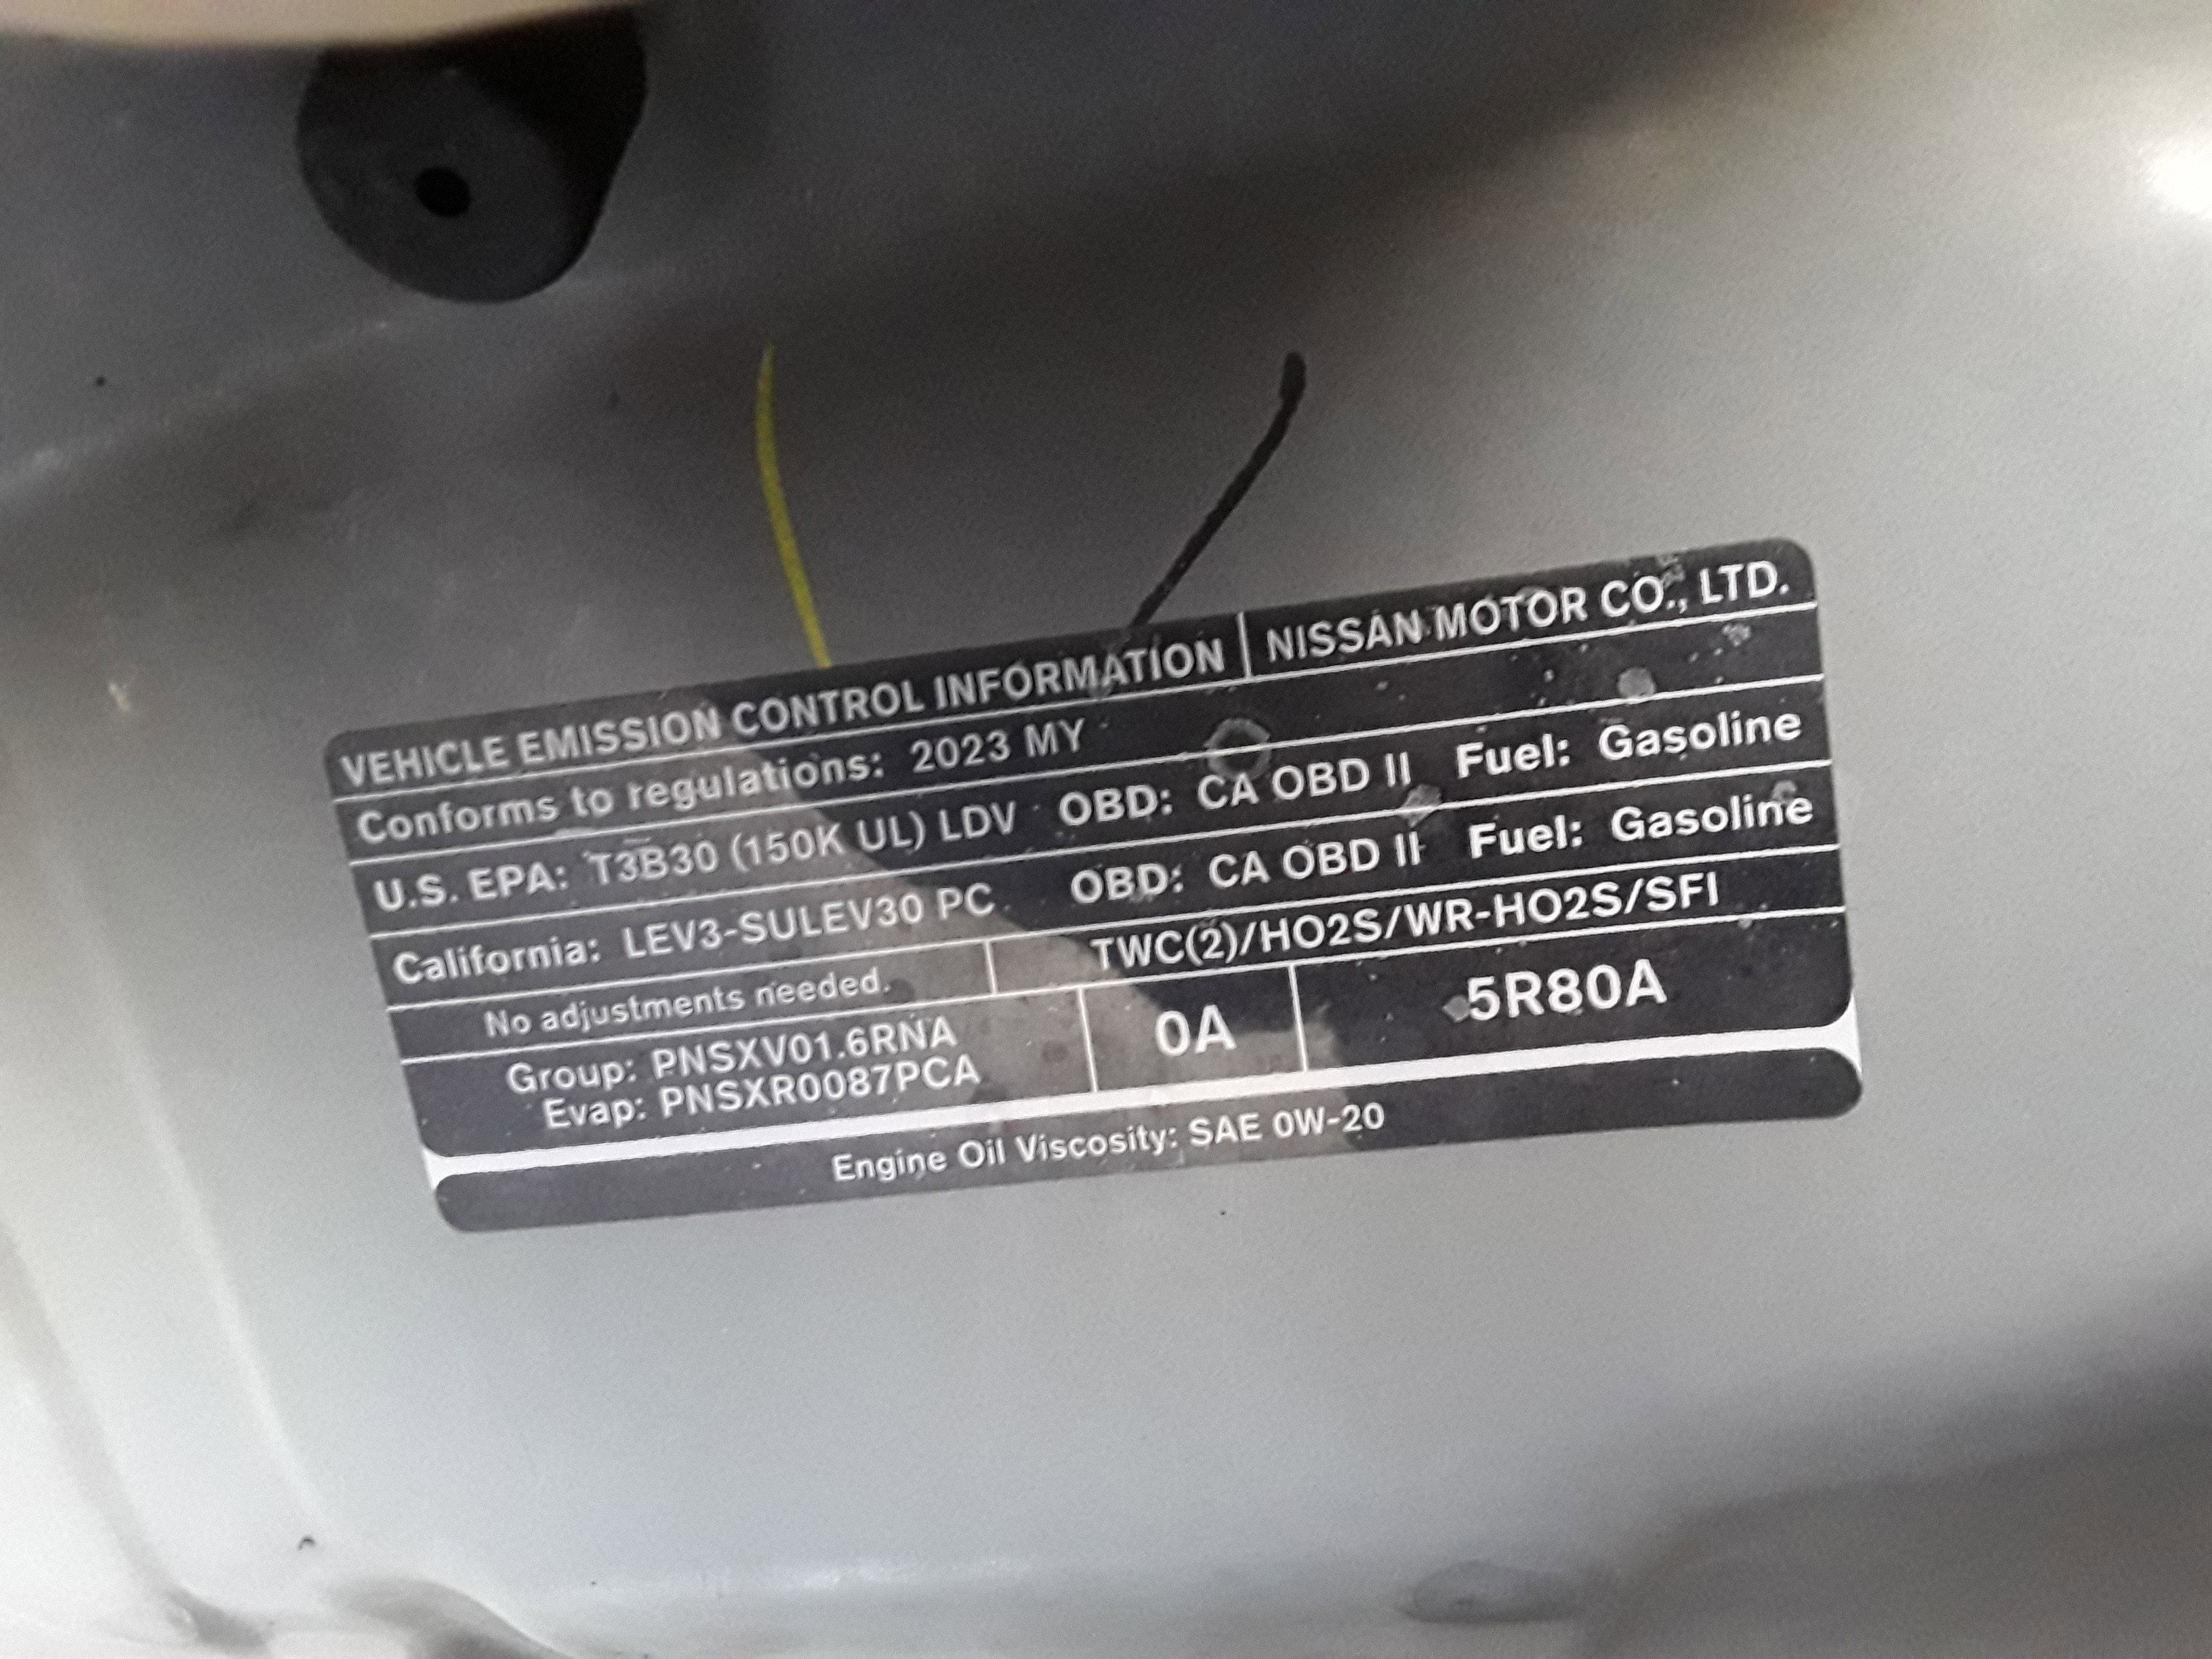 VEHICLE EMISSION CONTROL INFORMATION NISSAN MOTOR CO., LTD.
Conforms to regulations: 2023 MY
U.S. EPA: T3B30 (150K UL) LDV OBD: CA OBD II Fuel: Gasoline
California: LEV3-SULEV30 PC OBD: CA OBD II Fuel: Gasoline
No adjustments needed. TWC(2)/HO2S/WR-HO2S/SFI
Group: PNSXV01.6RNA
Evap: PNSXR0087PCA
0A
5R80A
Engine Oil Viscosity: SAE 0W-20